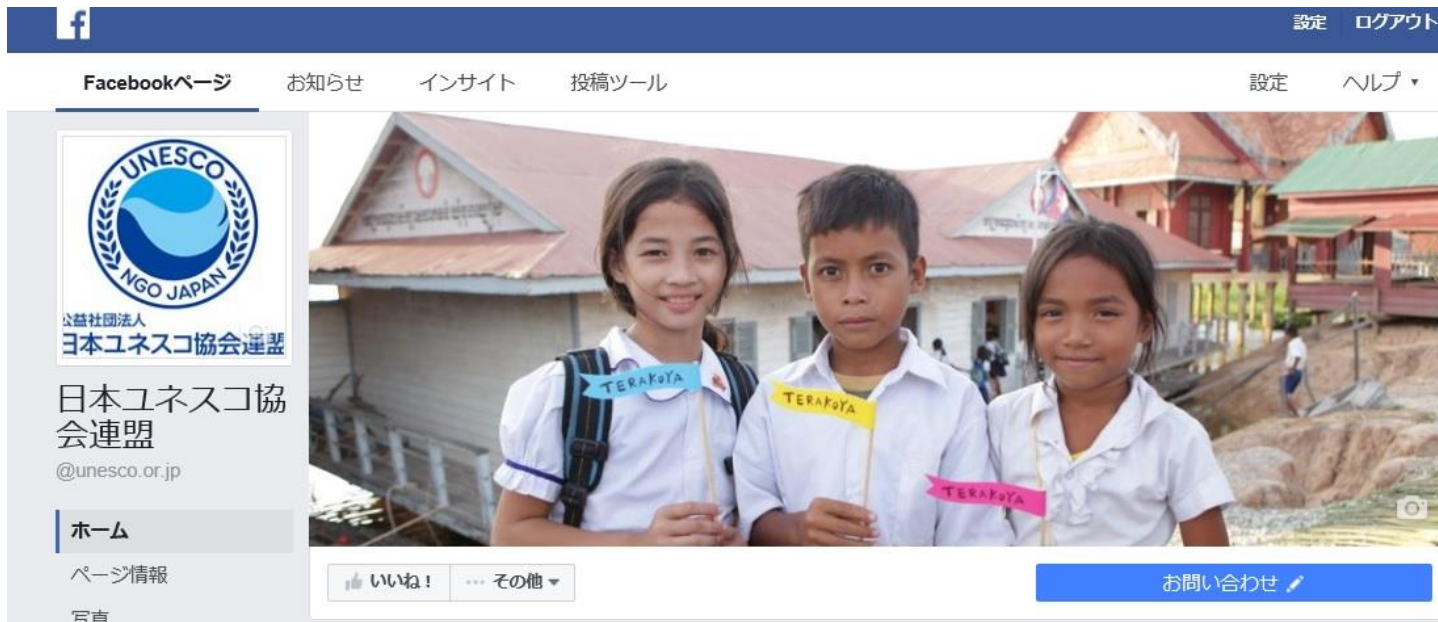 f
設定 ログアウト
Facebookページ お知らせ インサイト 投稿ツール 設定 ヘルプ
UNESCO
NGO JAPAN
公益社団法人
日本ユネスコ協会連盟
日本ユネスコ協
会連盟
@unesco.or.jp
TERAKOYA
TERAKOYA
TERAKOYA
ホーム
ページ情報
写真
いいね！ … その他
お問い合わせ